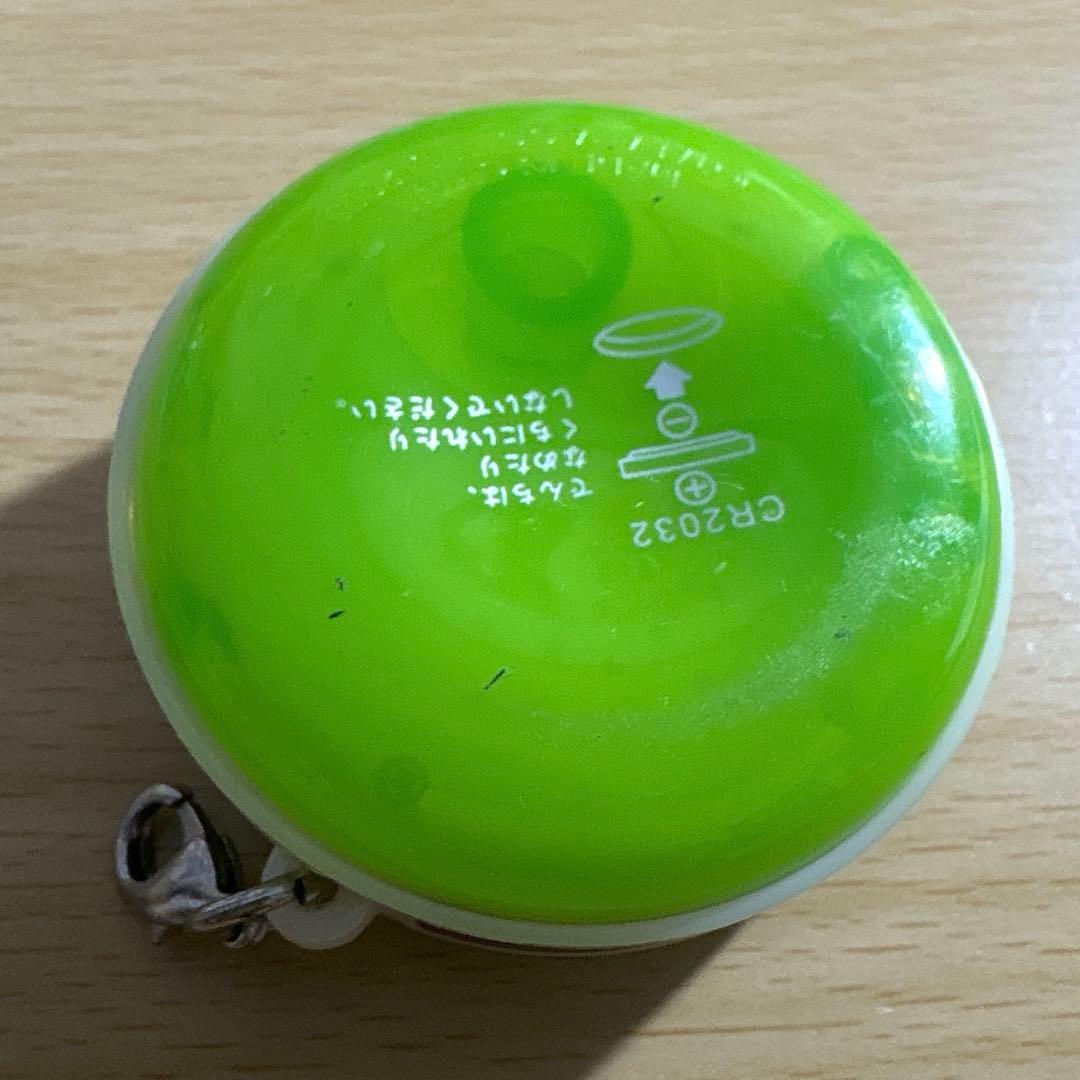 CR2032
⊕
⊖
でんちは、
なめたり
くちにいれたり
しないでください。